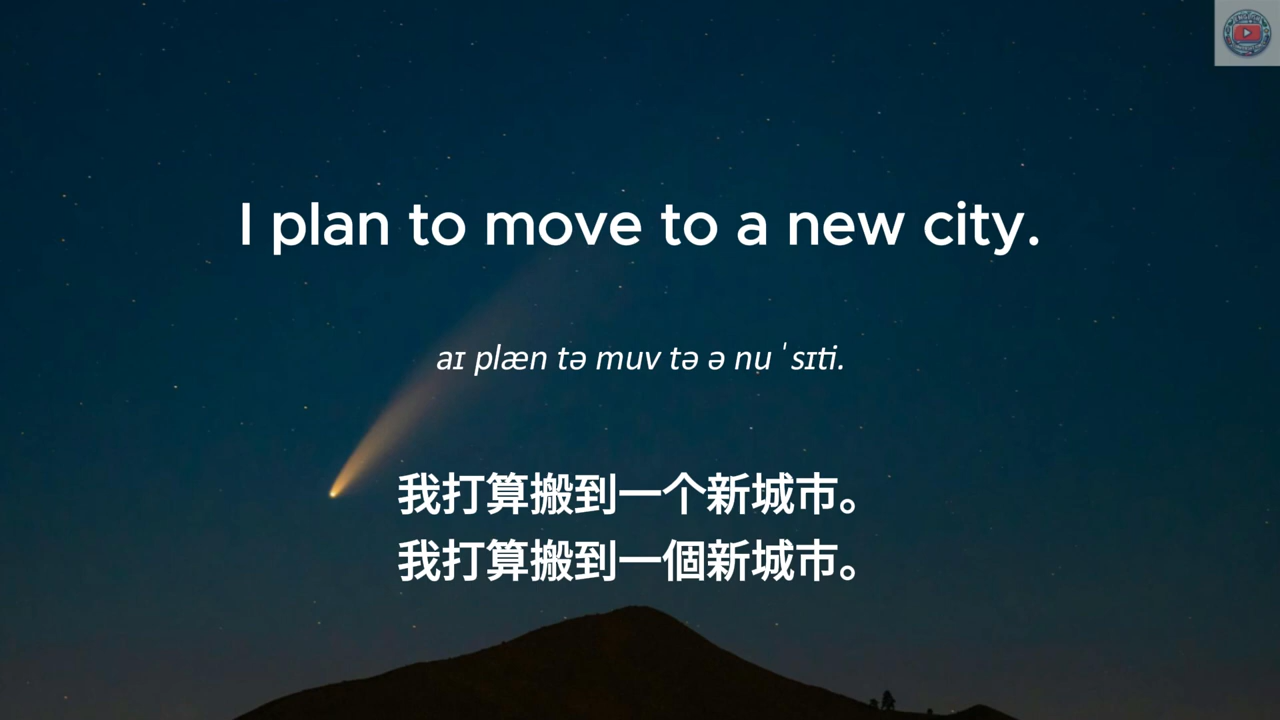 I plan to move to a new city.
aɪ plæn tə muv tə ə nu ˈsɪti.
我打算搬到一个新城市。
我打算搬到一個新城市。